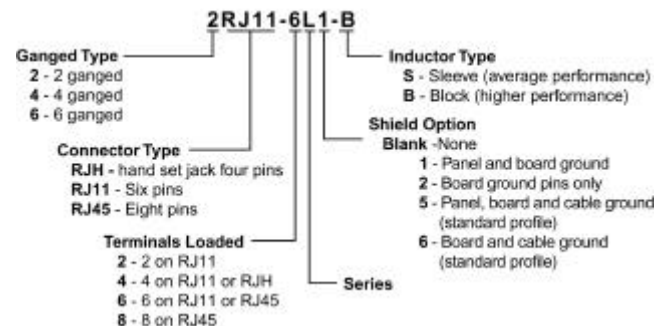 2RJ11-6L1-B
Ganged Type
2 - 2 ganged
4 - 4 ganged
6 - 6 ganged
Connector Type
RJH - hand set jack four pins
RJ11 - Six pins
RJ45 - Eight pins
Terminals Loaded
2 - 2 on RJ11
4 - 4 on RJ11 or RJH
6 - 6 on RJ11 or RJ45
8 - 8 on RJ45
Inductor Type
S - Sleeve (average performance)
B - Block (higher performance)
Shield Option
Blank -None
1 - Panel and board ground
2 - Board ground pins only
5 - Panel, board and cable ground
(standard profile)
6 - Board and cable ground
(standard profile)
Series